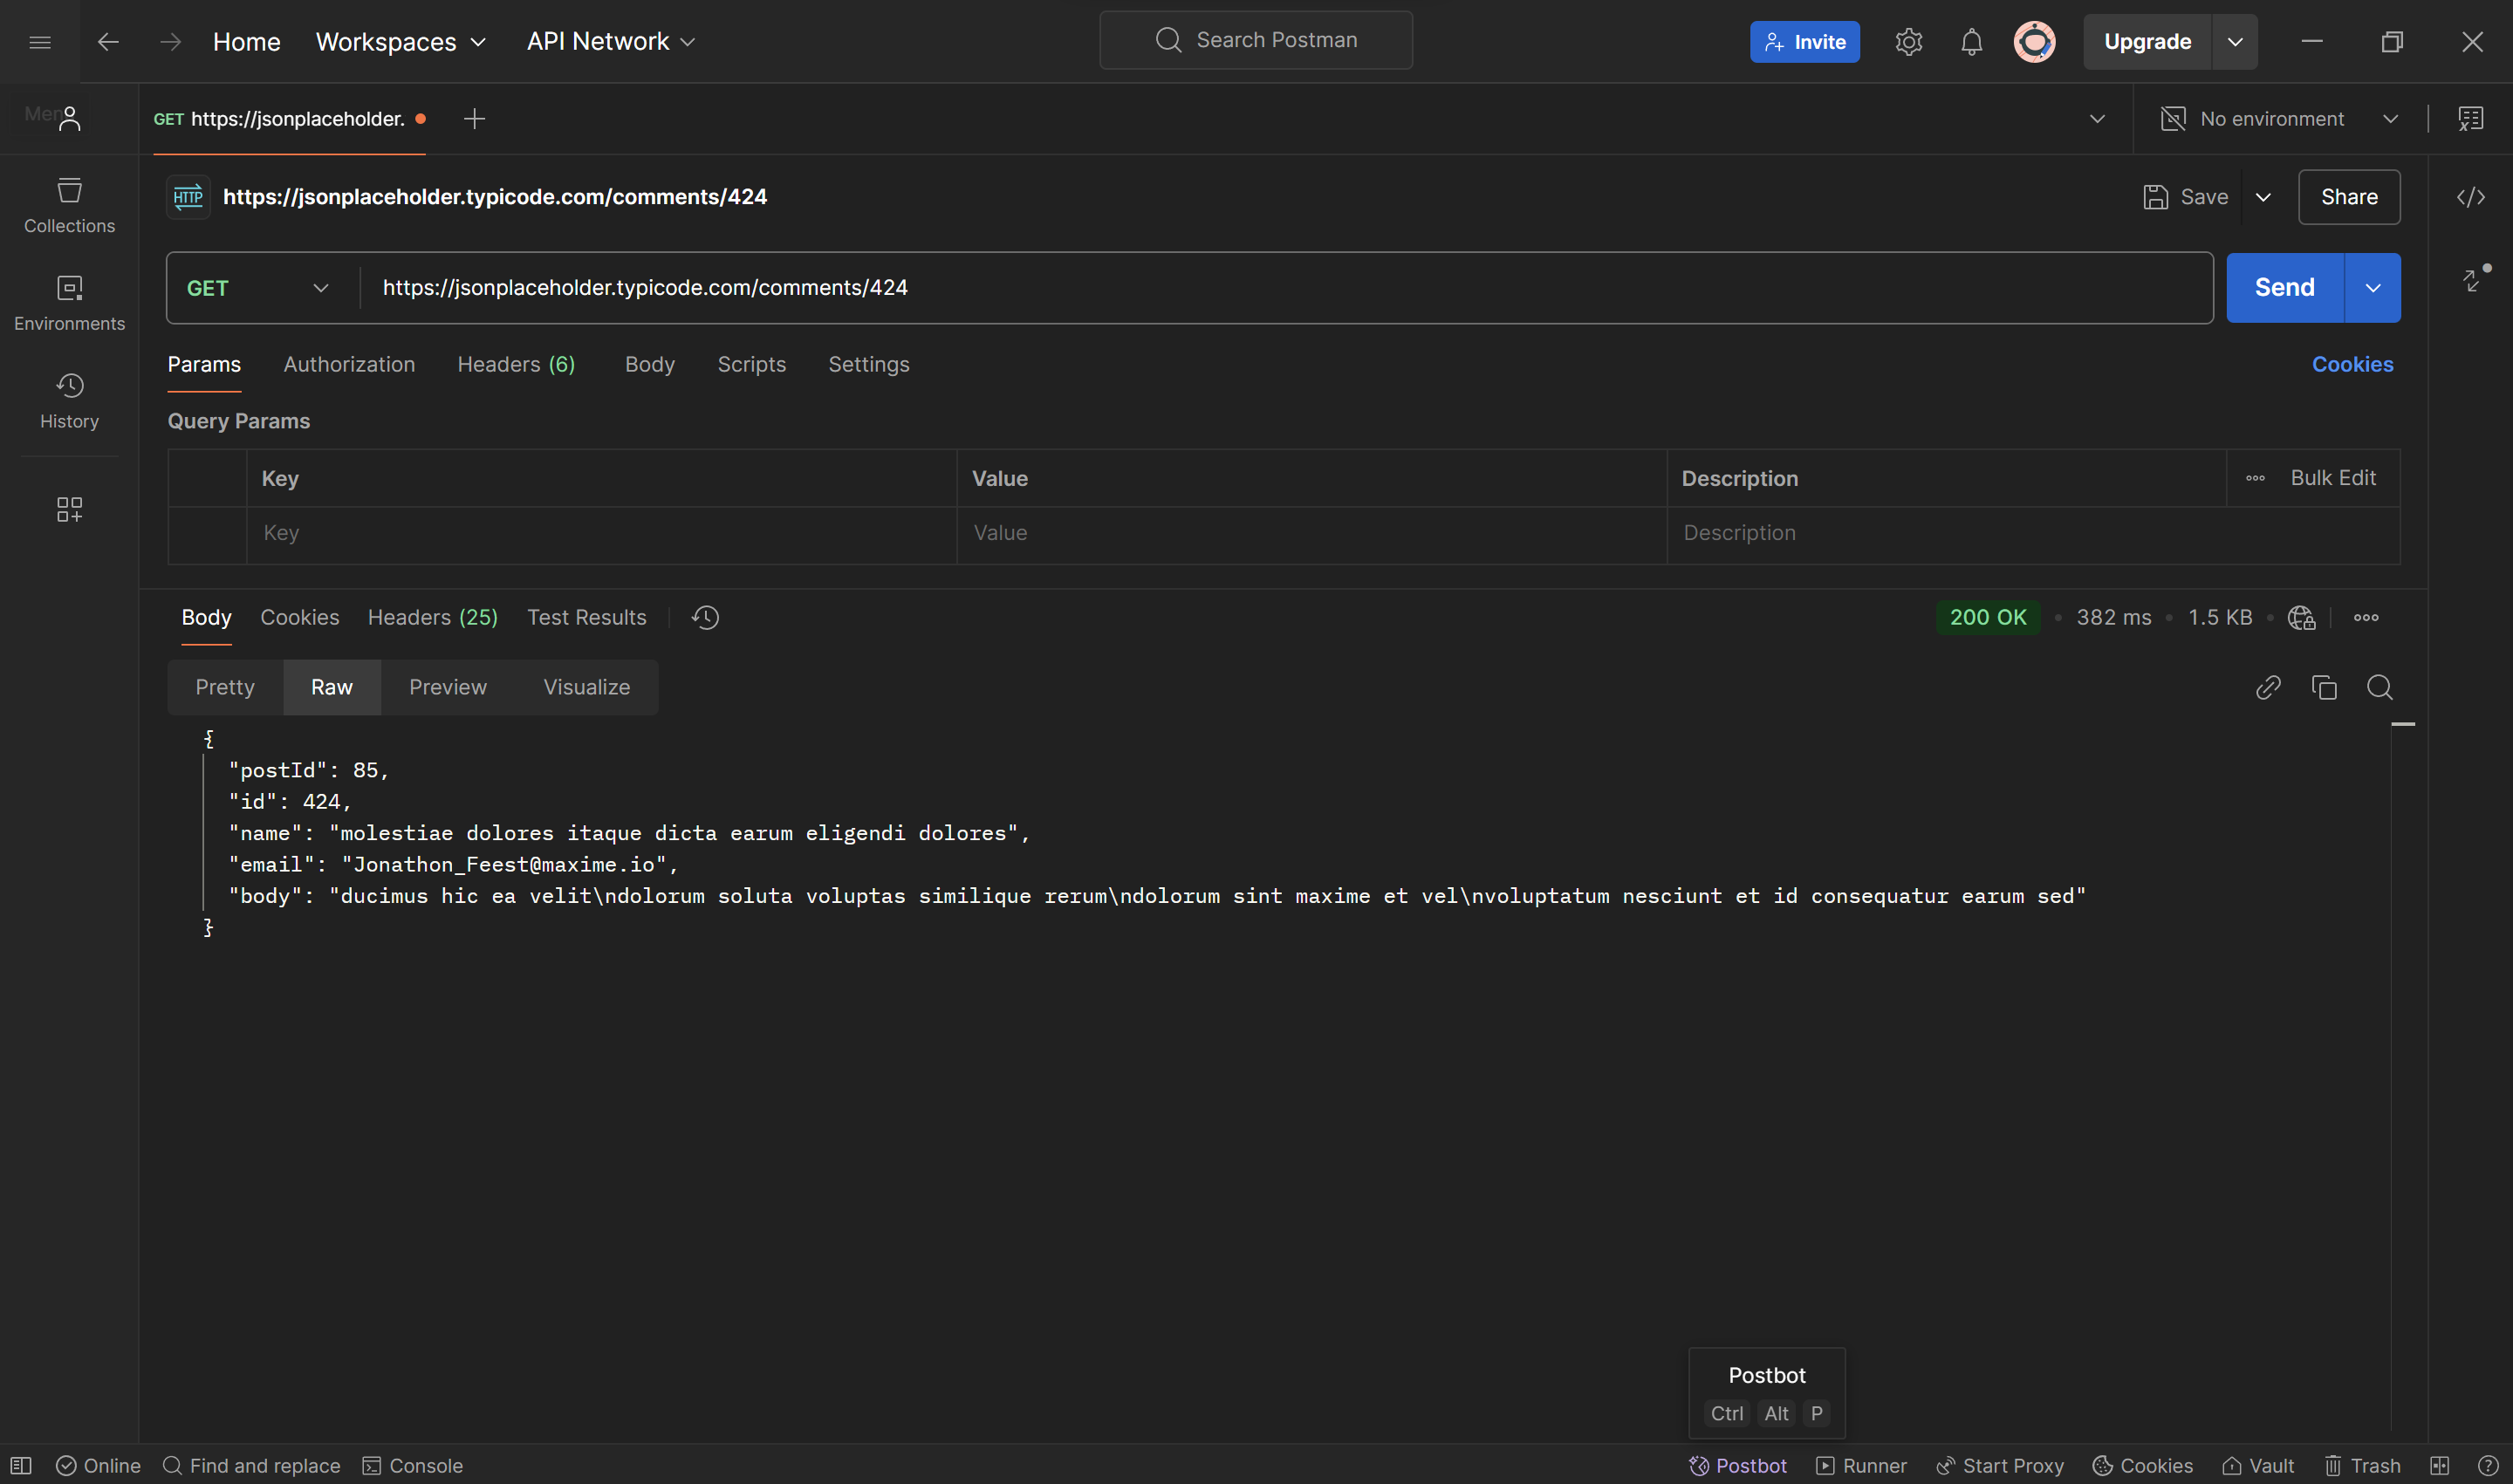 Home Workspaces API Network Search Postman Invite Upgrade
Men GET https://jsonplaceholder. No environment
HTTP https://jsonplaceholder.typicode.com/comments/424 Save Share
Collections
GET https://jsonplaceholder.typicode.com/comments/424 Send
Environments
Params Authorization Headers (6) Body Scripts Settings Cookies
History
Query Params
Key Value Description Bulk Edit
Key Value Description
Body Cookies Headers (25) Test Results 200 OK 382 ms 1.5 KB
Pretty Raw Preview Visualize
{
"postId": 85,
"id": 424,
"name": "molestiae dolores itaque dicta earum eligendi dolores",
"email": "Jonathon_Feest@maxime.io",
"body": "ducimus hic ea velit\ndolorum soluta voluptas similique rerum\ndolorum sint maxime et vel\nvoluptatum nesciunt et id consequatur earum sed"
}
Postbot
Ctrl Alt P
Online Find and replace Console Postbot Runner Start Proxy Cookies Vault Trash